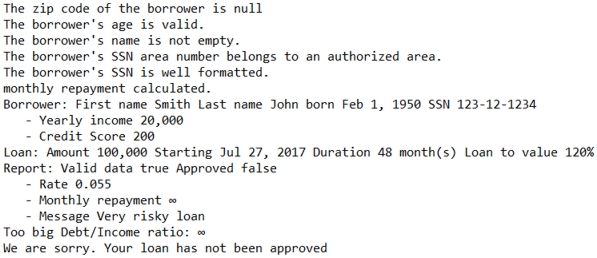 The zip code of the borrower is null
The borrower's age is valid.
The borrower's name is not empty.
The borrower's SSN area number belongs to an authorized area.
The borrower's SSN is well formatted.
monthly repayment calculated.
Borrower: First name Smith Last name John born Feb 1, 1950 SSN 123-12-1234
   - Yearly income 20,000
   - Credit Score 200
Loan: Amount 100,000 Starting Jul 27, 2017 Duration 48 month(s) Loan to value 120%
Report: Valid data true Approved false
   - Rate 0.055
   - Monthly repayment ∞
   - Message Very risky loan
Too big Debt/Income ratio: ∞
We are sorry. Your loan has not been approved